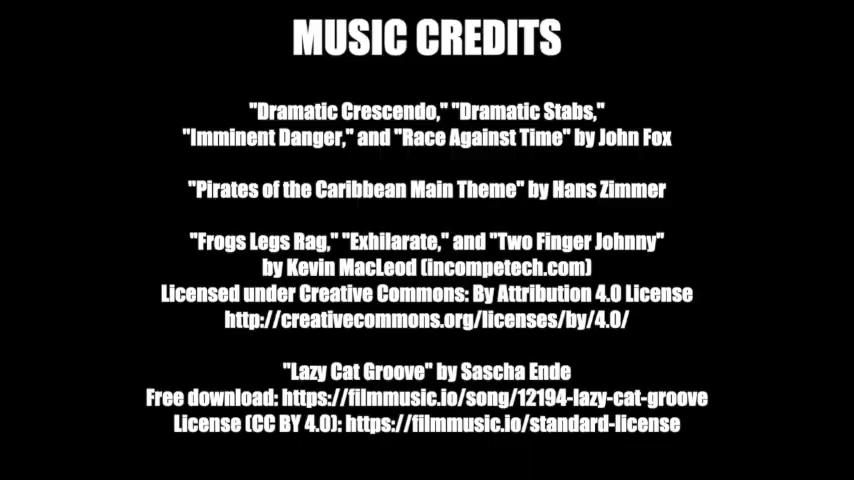 MUSIC CREDITS
"Dramatic Crescendo," "Dramatic Stabs,"
"Imminent Danger," and "Race Against Time" by John Fox
"Pirates of the Caribbean Main Theme" by Hans Zimmer
"Frogs Legs Rag," "Exhilarate," and "Two Finger Johnny"
by Kevin MacLeod (incompetech.com)
Licensed under Creative Commons: By Attribution 4.0 License
http://creativecommons.org/licenses/by/4.0/
"Lazy Cat Groove" by Sascha Ende
Free download: https://filmmusic.io/song/12194-lazy-cat-groove
License (CC BY 4.0): https://filmmusic.io/standard-license